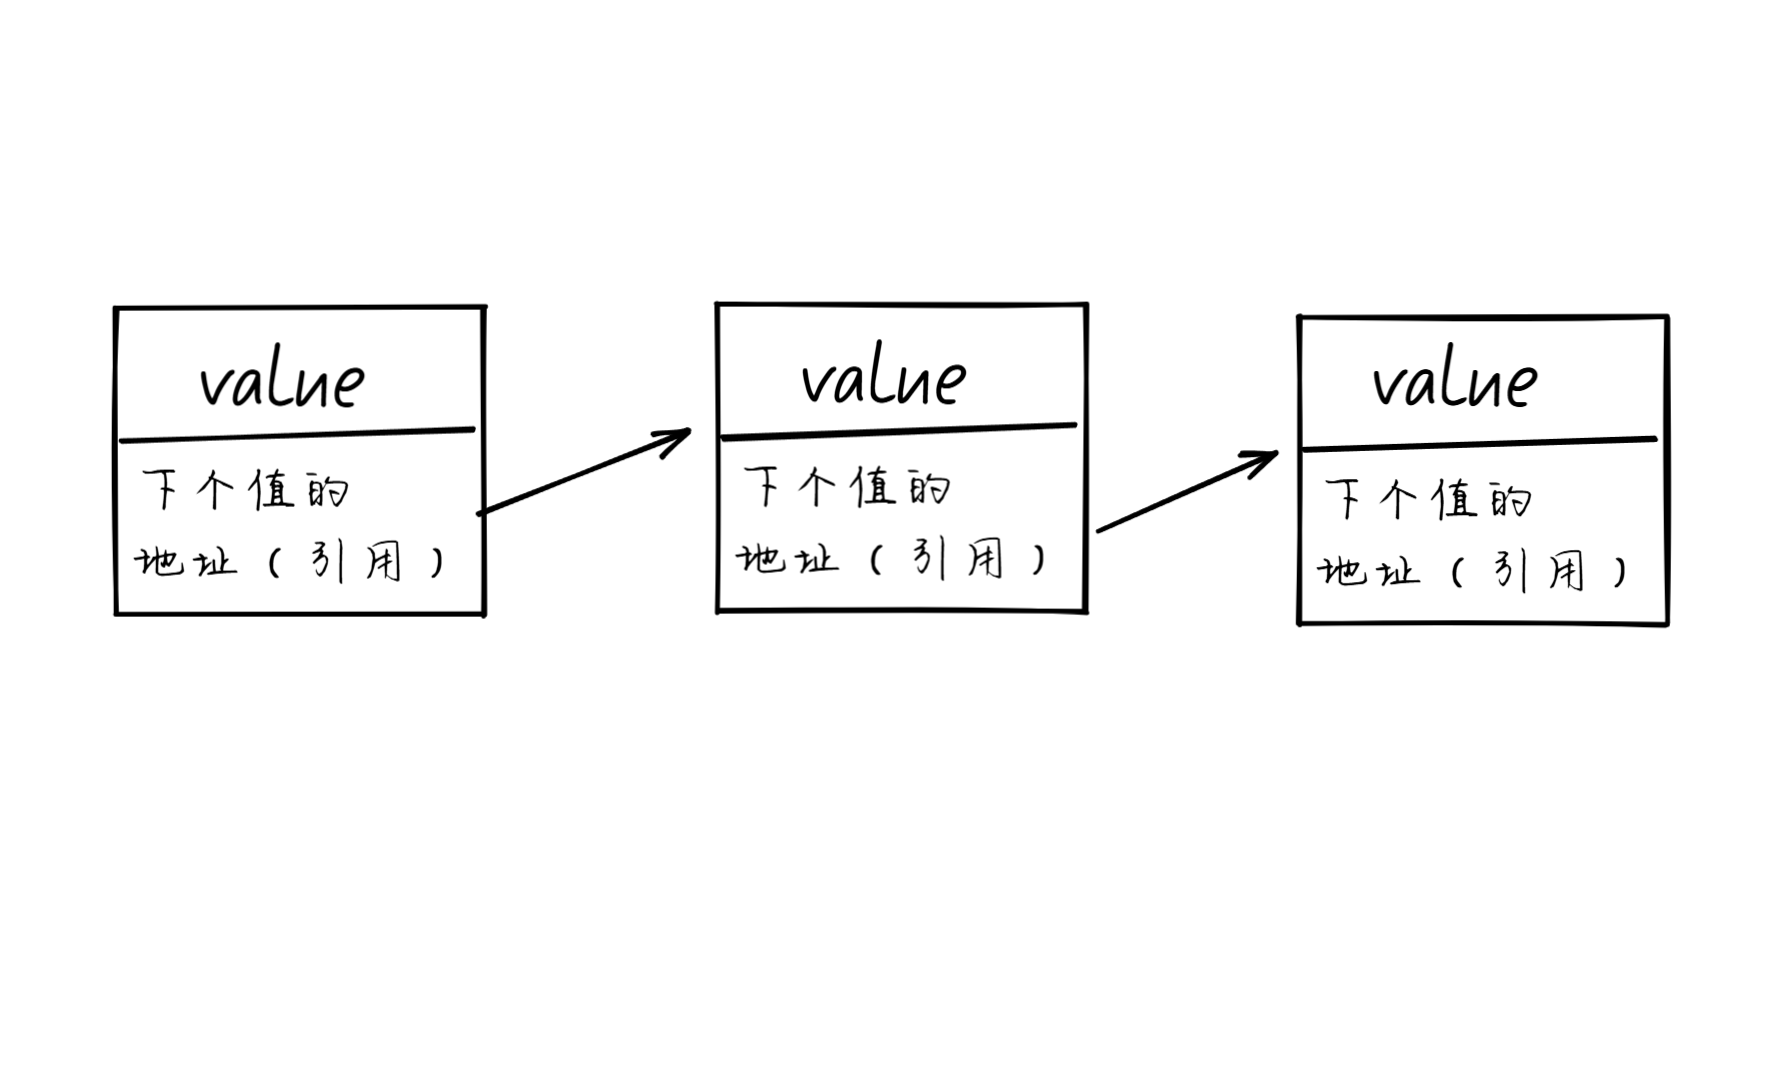 value
下个值的
地址(引用)
value
下个值的
地址(引用)
value
下个值的
地址(引用)